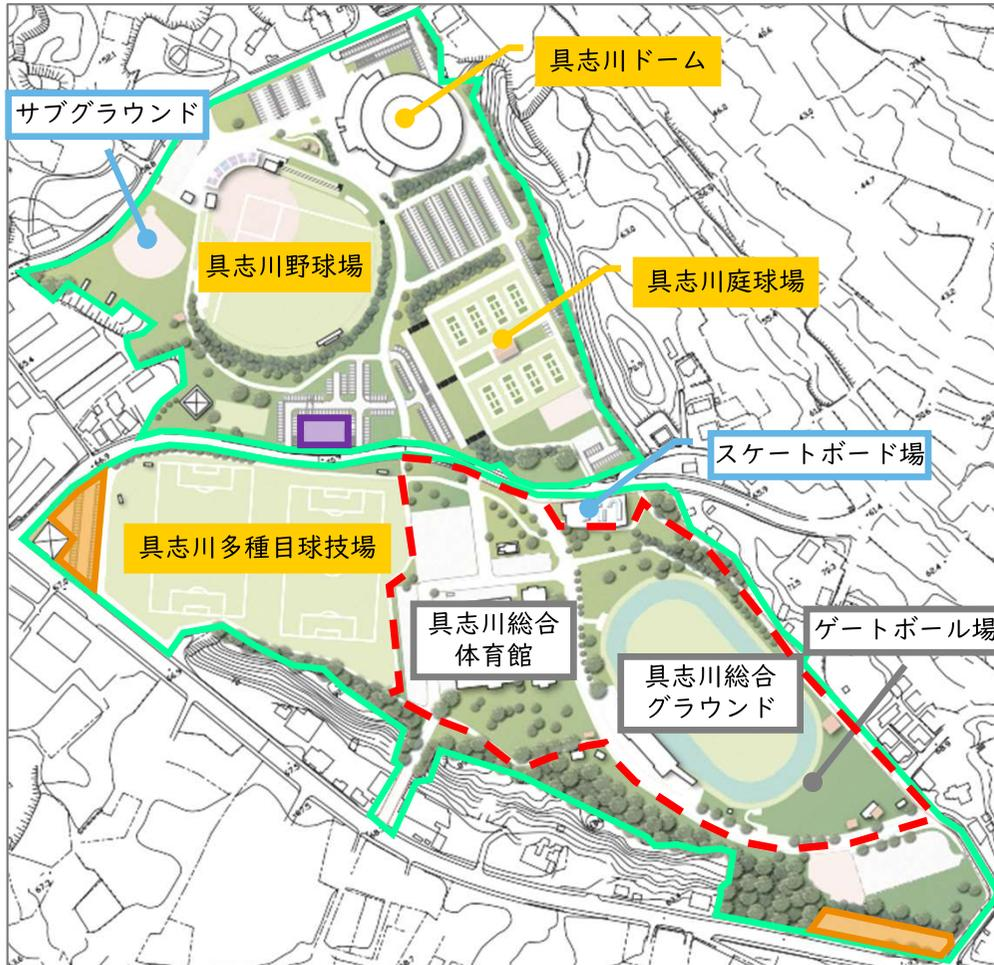 具志川ドーム
サブグラウンド
具志川野球場
具志川庭球場
スケートボード場
具志川多種目球技場
具志川総合
体育館
ゲートボール場
具志川総合
グラウンド